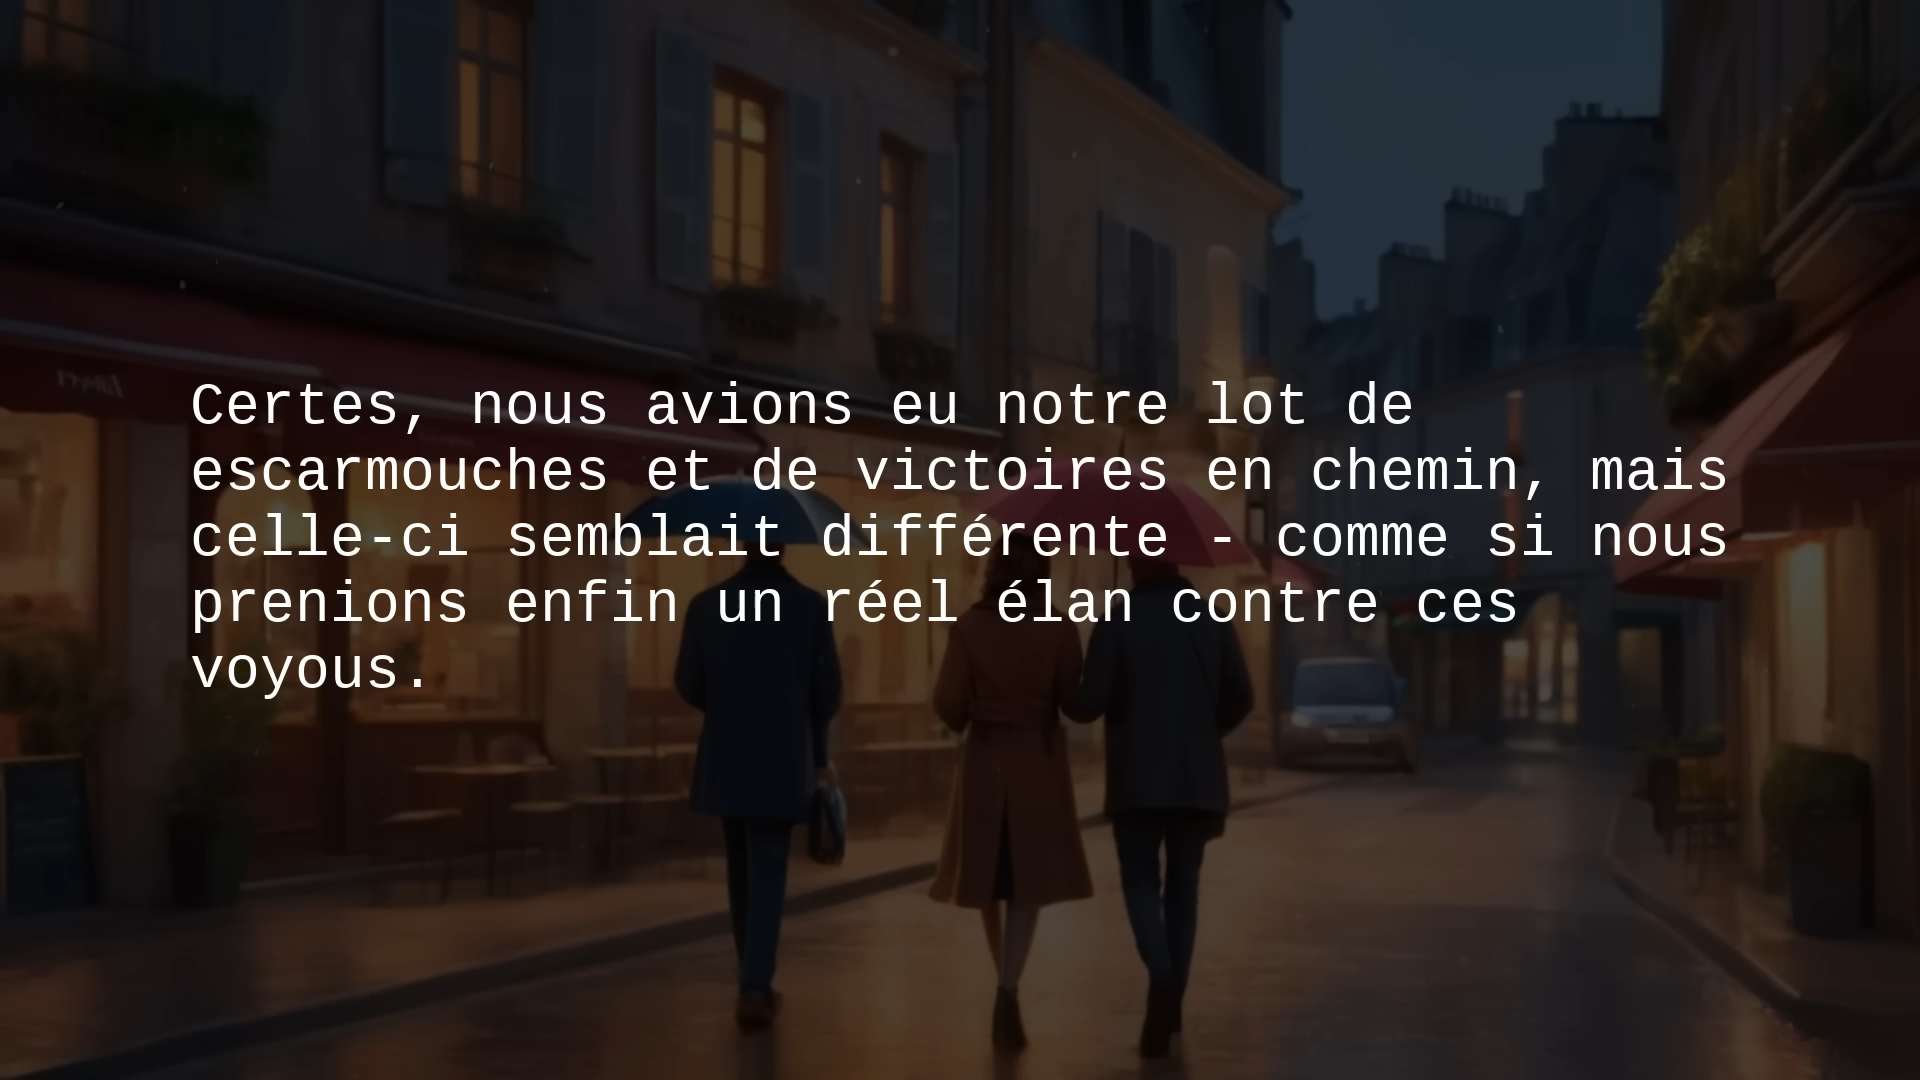 Certes, nous avions eu notre lot de
escarmouches et de victoires en chemin, mais
celle-ci semblait différente - comme si nous
prenions enfin un réel élan contre ces
voyous.